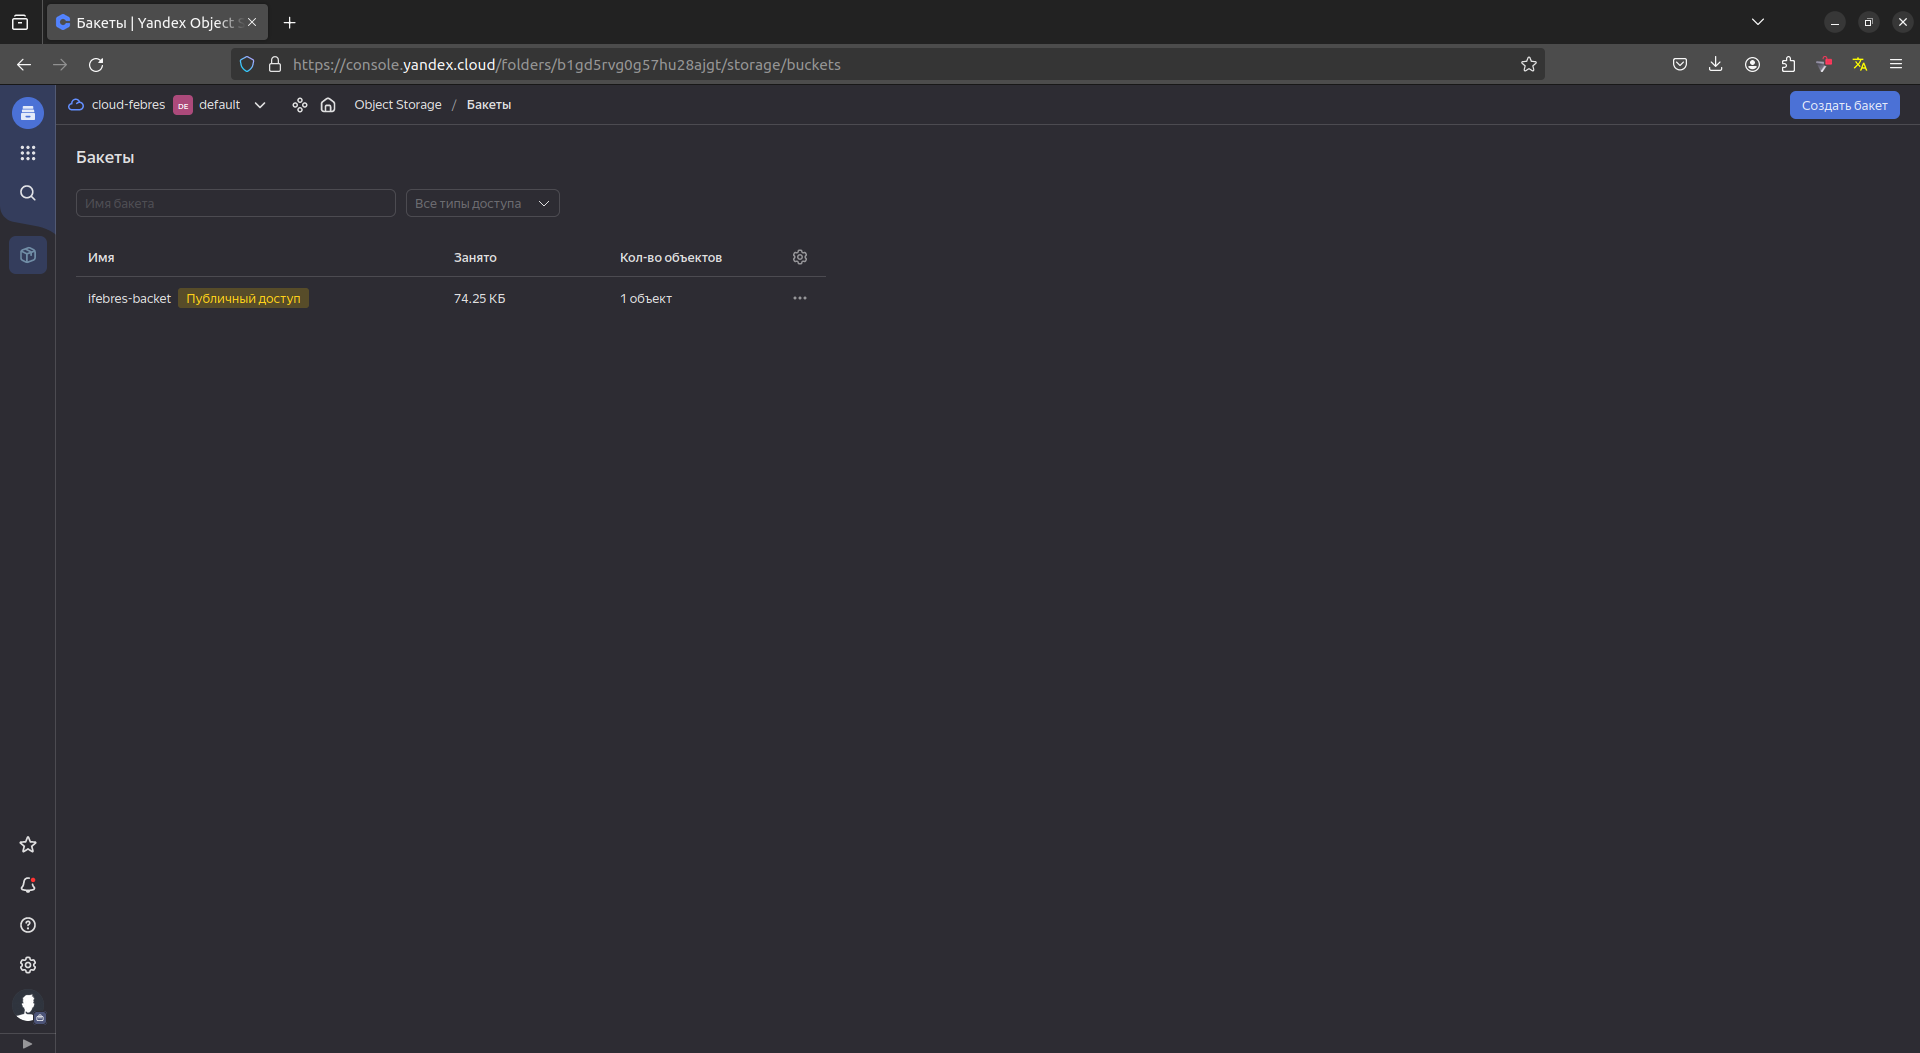 Бакеты | Yandex Object S
https://console.yandex.cloud/folders/b1gd5rvg0g57hu28ajgt/storage/buckets
cloud-febres DE default Object Storage / Бакеты Создать бакет
Бакеты
Имя бакета Все типы доступа
Имя Занято Кол-во объектов
ifebres-backet Публичный доступ 74.25 КБ 1 объект